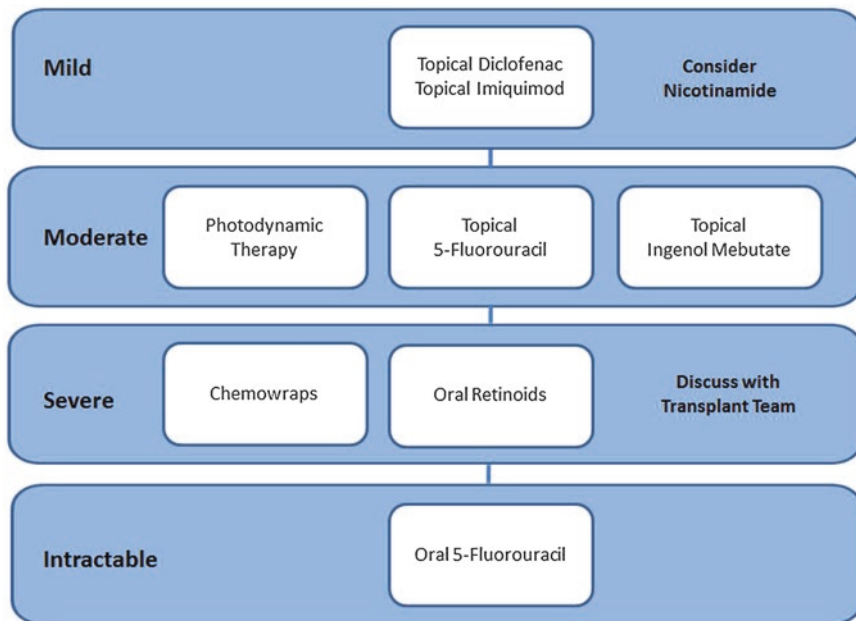 Mild
Topical Diclofenac
Topical Imiquimod
Consider
Nicotinamide
Moderate
Photodynamic
Therapy
Topical
5-Fluorouracil
Topical
Ingenol Mebutate
Severe
Chemowraps
Oral Retinoids
Discuss with
Transplant Team
Intractable
Oral 5-Fluorouracil